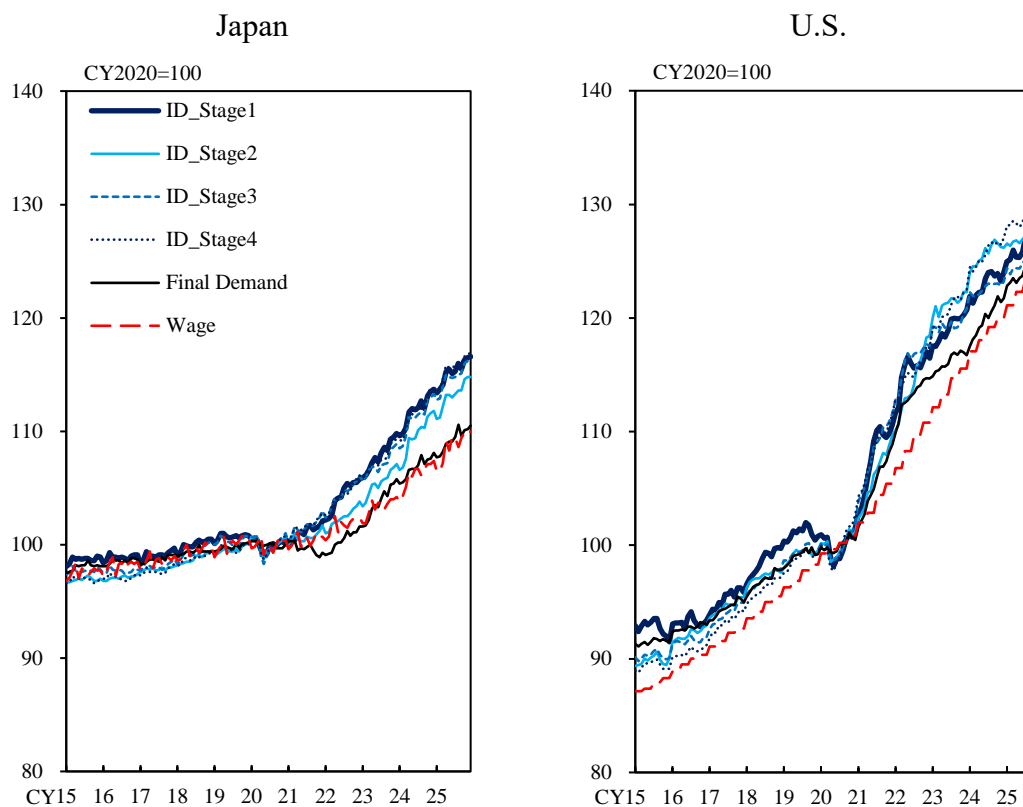 Japan
CY2020=100
140
130
120
110
100
90
80
ID_Stage1
ID_Stage2
ID_Stage3
ID_Stage4
Final Demand
Wage
CY15 16 17 18 19 20 21 22 23 24 25
U.S.
CY2020=100
140
130
120
110
100
90
80
CY15 16 17 18 19 20 21 22 23 24 25